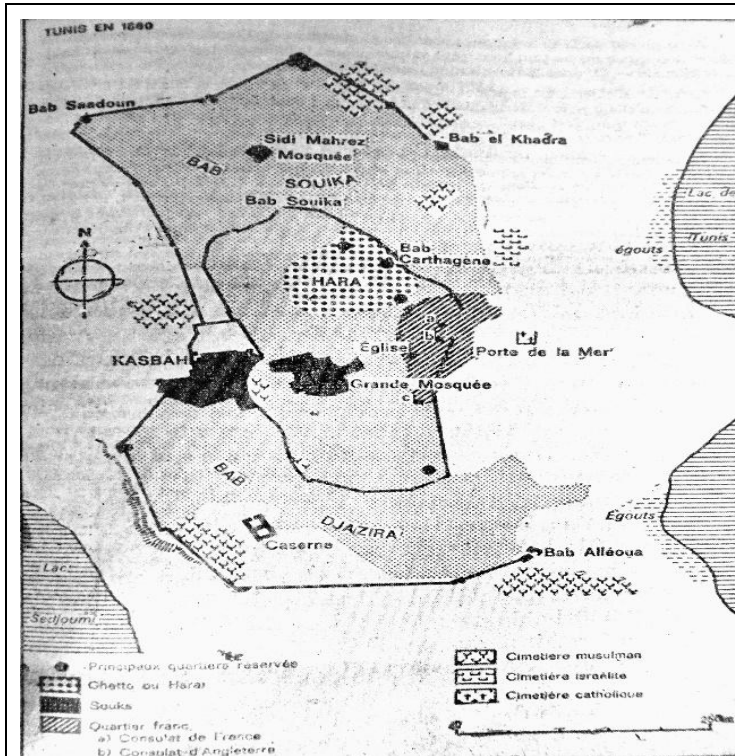 TUNIS EN 1860
Bab Saadoun
Sidi Mahrez
Mosquée
Bab el Khadra
BAB
SOUIKA
Bab Souika
Lac de
Tunis
égouts
N
Bab
Carthagène
HARA
a
b
Eglise
Porte de la Mer
KASBAH
Grande Mosquée
c
BAB
DJAZIRA
Caserne
Égouts
Bab Alléoua
Lac
Sedjoumi
Principaux quartiers réservés
Ghetto ou Hara
Souks
Quartier franc
a) Consulat de France
b) Consulat d'Angleterre
Cimetière musulman
Cimetière israélite
Cimetière catholique